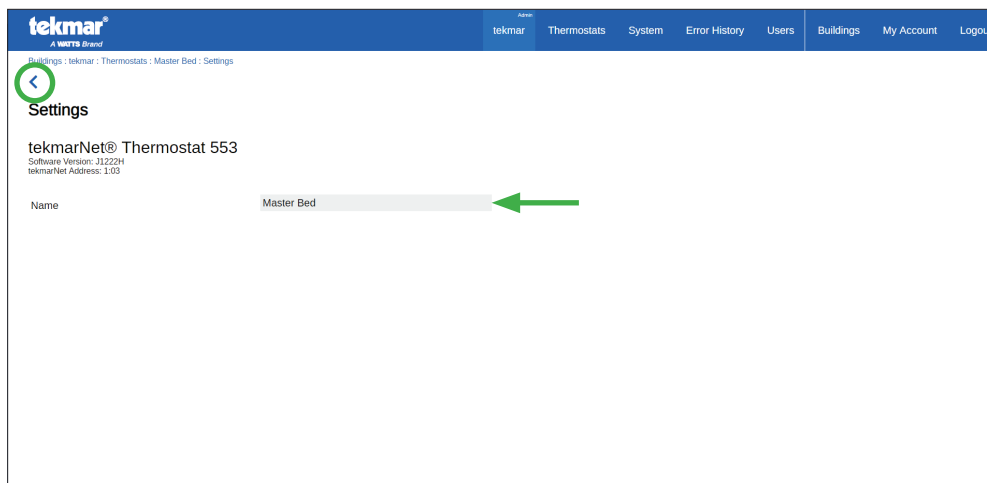 tekmar®
A WATTS Brand
Admin
tekmar Thermostats System Error History Users Buildings My Account Logou
Buildings : tekmar : Thermostats : Master Bed : Settings
Settings
tekmarNet® Thermostat 553
Software Version: J1222H
tekmarNet Address: 1:03
Name Master Bed